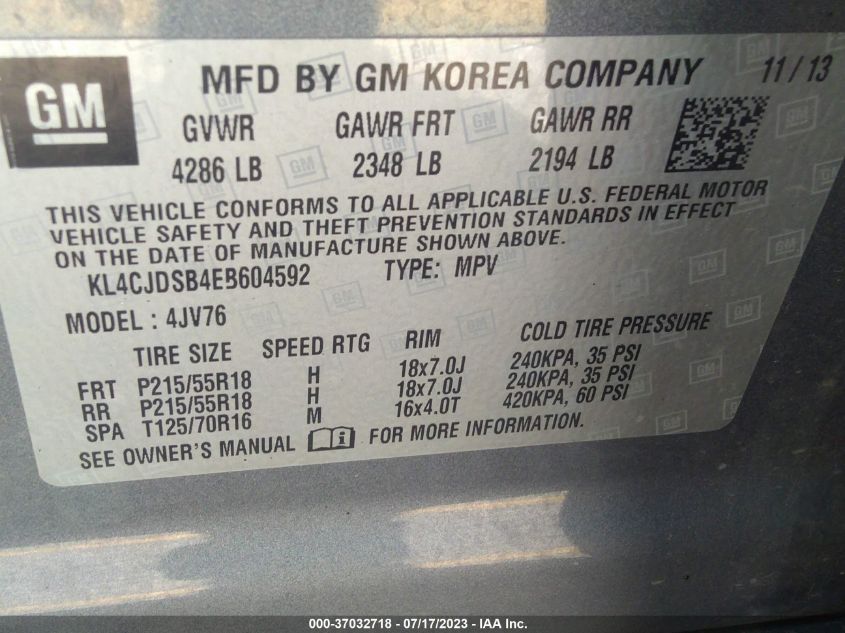 GM
MFD BY GM KOREA COMPANY 11/13
GVWR GAWR FRT GAWR RR
4286 LB 2348 LB 2194 LB
THIS VEHICLE CONFORMS TO ALL APPLICABLE U.S. FEDERAL MOTOR
VEHICLE SAFETY AND THEFT PREVENTION STANDARDS IN EFFECT
ON THE DATE OF MANUFACTURE SHOWN ABOVE.
KL4CJDSB4EB604592 TYPE: MPV
MODEL : 4JV76
TIRE SIZE SPEED RTG RIM COLD TIRE PRESSURE
FRT P215/55R18 H 18x7.0J 240KPA, 35 PSI
RR P215/55R18 H 18x7.0J 240KPA, 35 PSI
SPA T125/70R16 M 16x4.0T 420KPA, 60 PSI
SEE OWNER'S MANUAL i FOR MORE INFORMATION.
000-37032718 - 07/17/2023 - IAA Inc.